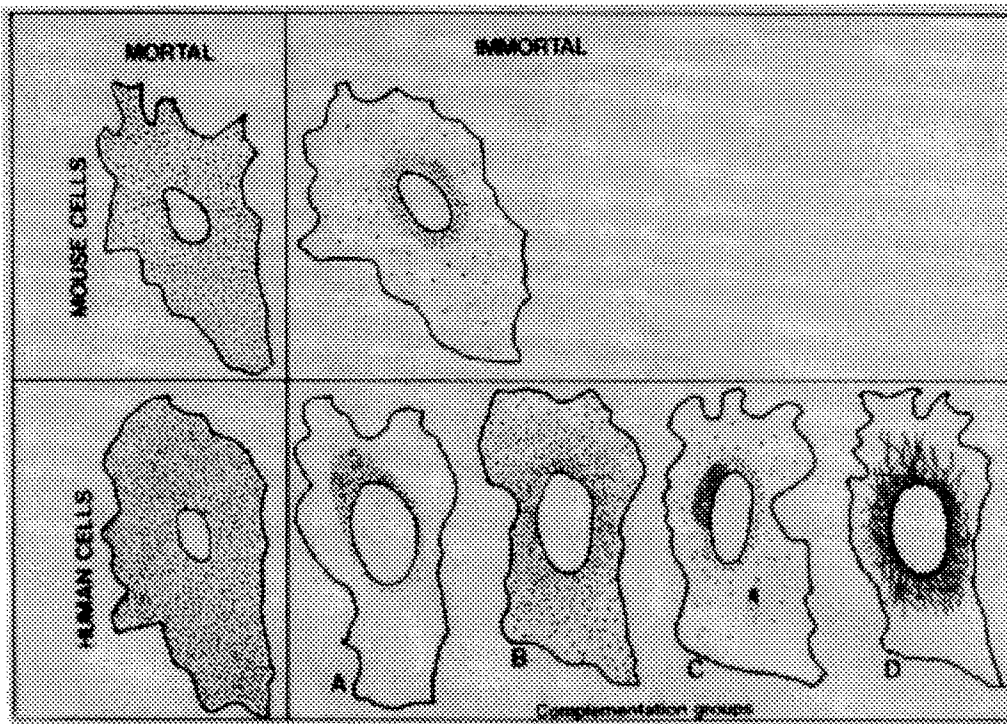 MORTAL
IMMORTAL
MOUSE CELLS
HUMAN CELLS
A
B
C
D
Complementation groups